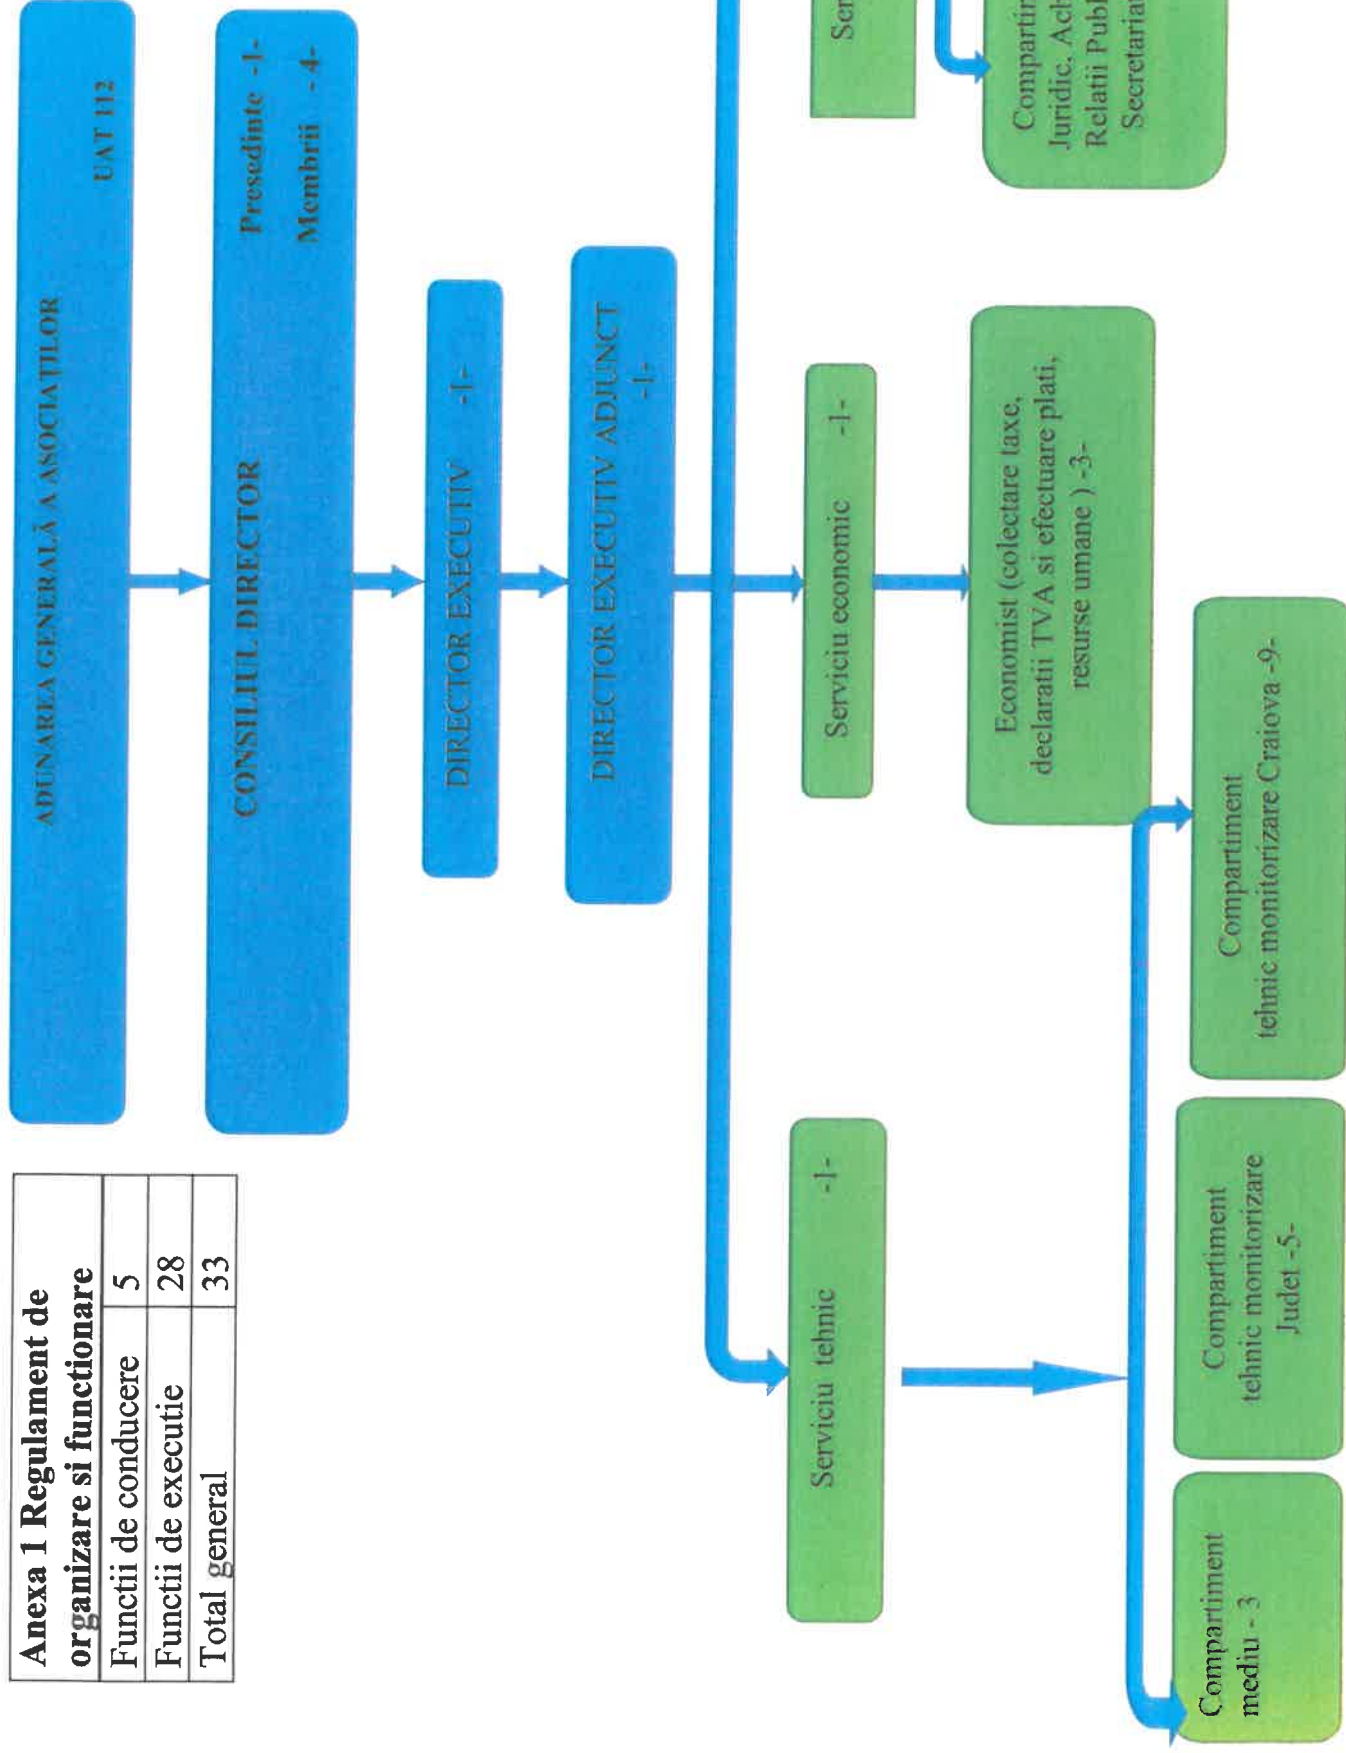 Anexa 1 Regulament de
organizare si functionare
Functii de conducere 5
Functii de executie 28
Total general 33
ADUNAREA GENERALĂ A ASOCIAȚILOR
UAT 112
CONSILIUL DIRECTOR
Presedinte -1-
Membrii -4-
DIRECTOR EXECUTIV -1-
DIRECTOR EXECUTIV ADJUNCT
-1-
Serviciu tehnic -1-
Serviciu economic -1-
Economist (colectare taxe,
declaratii TVA si efectuare plati,
resurse umane ) -3-
Juridic,
Secretariat
Compartiment
mediu - 3
Compartiment
tehnic monitorizare
Judet -5-
Compartiment
tehnic monitorizare Craiova -9-